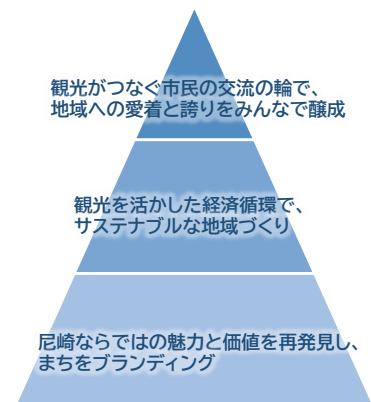 観光がつなぐ市民の交流の輪で、
地域への愛着と誇りをみんなで醸成
観光を活かした経済循環で、
サステナブルな地域づくり
尼崎ならではの魅力と価値を再発見し、
まちをブランディング